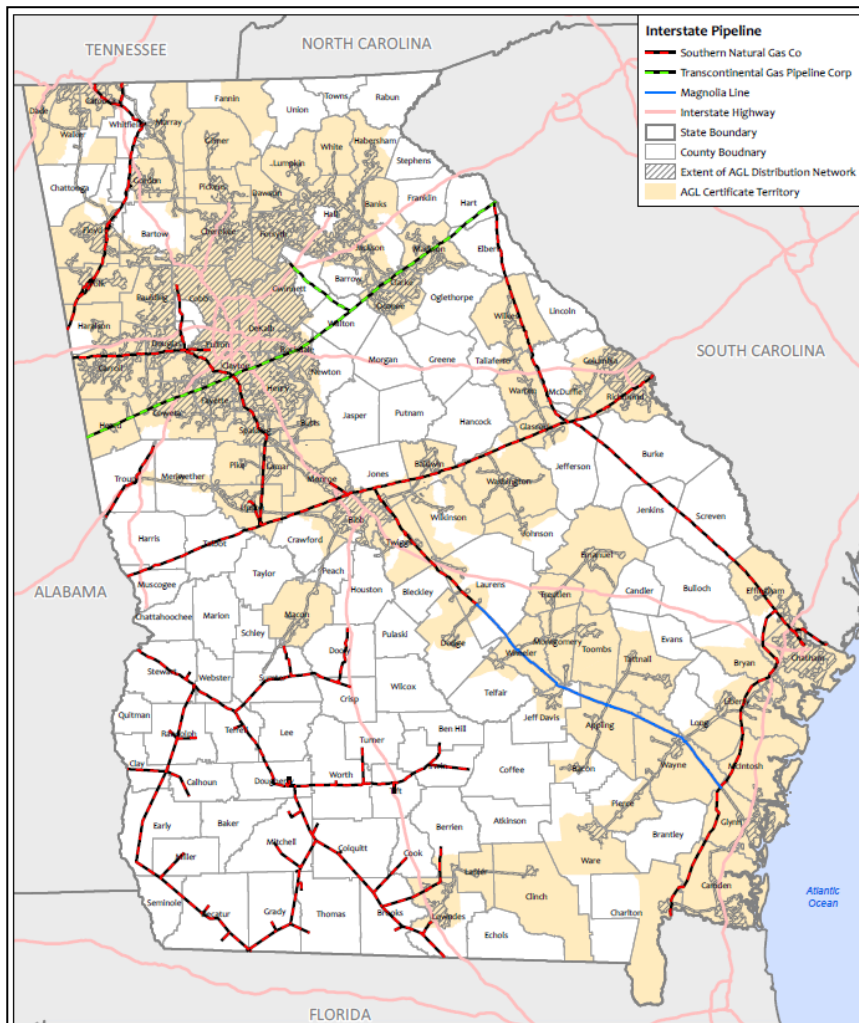 TENNESSEE
NORTH CAROLINA
Interstate Pipeline
Southern Natural Gas Co
Transcontinental Gas Pipeline Corp
Magnolia Line
Interstate Highway
State Boundary
County Boudnary
Extent of AGL Distribution Network
AGL Certificate Territory
Dade
Catoosa
Whitfield
Murray
Fannin
Union
Towns
Rabun
Walker
Gilmer
White
Habersham
Lumpkin
Stephens
Chattooga
Gordon
Pickens
Dawson
Banks
Franklin
Hart
Floyd
Bartow
Cherokee
Forsyth
Hall
Jackson
Madison
Elbert
Polk
Paulding
Cobb
Gwinnett
Barrow
Clarke
Oconee
Oglethorpe
Wilkes
Lincoln
Haralson
Douglas
Fulton
DeKalb
Walton
SOUTH CAROLINA
Carroll
Clayton
Rockdale
Newton
Morgan
Greene
Taliaferro
Columbia
McDuffie
Warren
Richmond
Heard
Coweta
Fayette
Henry
Butts
Jasper
Putnam
Hancock
Glascock
Spalding
Burke
Troup
Meriwether
Pike
Lamar
Monroe
Jones
Baldwin
Washington
Jefferson
Upson
Bibb
Wilkinson
Jenkins
Screven
Harris
Talbot
Crawford
Twiggs
Johnson
Emanuel
ALABAMA
Muscogee
Taylor
Peach
Houston
Bleckley
Laurens
Treutlen
Candler
Bulloch
Effingham
Chattahoochee
Marion
Macon
Schley
Dooly
Pulaski
Dodge
Wheeler
Montgomery
Toombs
Tattnall
Evans
Bryan
Chatham
Stewart
Webster
Sumter
Crisp
Wilcox
Telfair
Liberty
Quitman
Randolph
Terrell
Lee
Turner
Ben Hill
Jeff Davis
Appling
Long
Clay
Calhoun
Dougherty
Worth
Tift
Irwin
Coffee
Bacon
Wayne
McIntosh
Early
Baker
Mitchell
Colquitt
Berrien
Atkinson
Pierce
Brantley
Glynn
Miller
Cook
Lanier
Ware
Seminole
Decatur
Grady
Thomas
Brooks
Lowndes
Clinch
Echols
Charlton
Camden
Atlantic
Ocean
FLORIDA